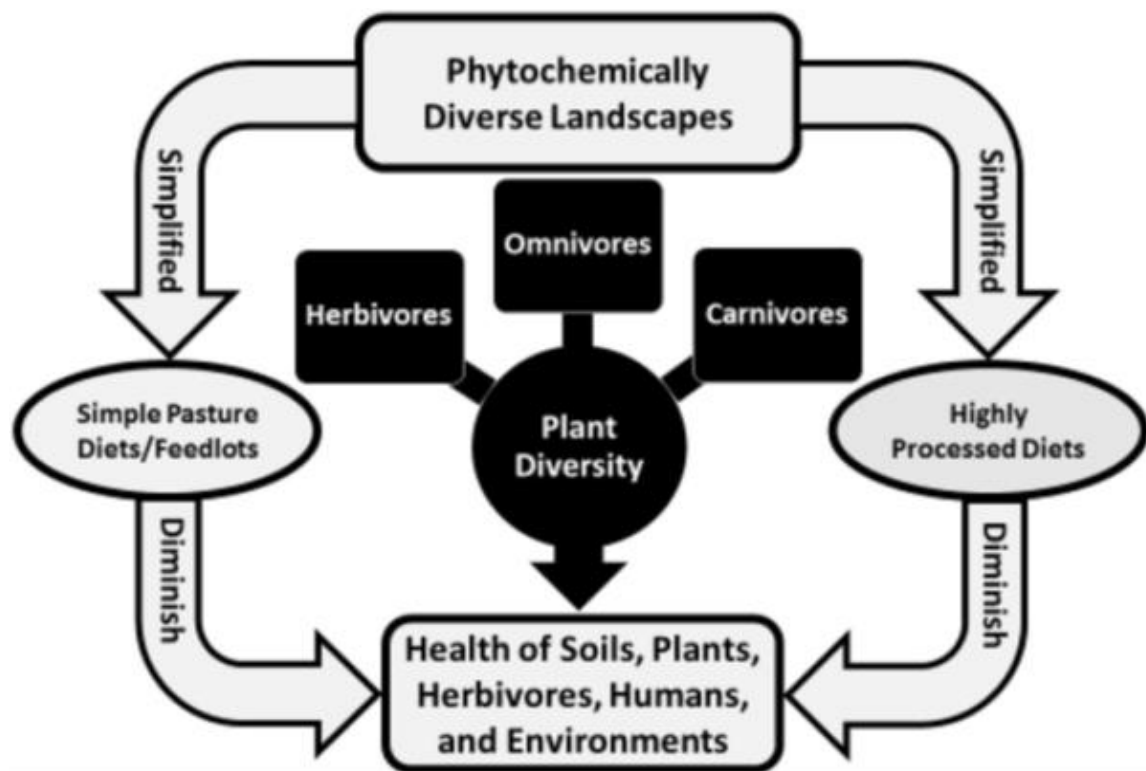 Phytochemically
Diverse Landscapes
Simplified
Simplified
Omnivores
Herbivores
Carnivores
Simple Pasture
Diets/Feedlots
Plant
Diversity
Highly
Processed Diets
Diminish
Diminish
Health of Soils, Plants,
Herbivores, Humans,
and Environments